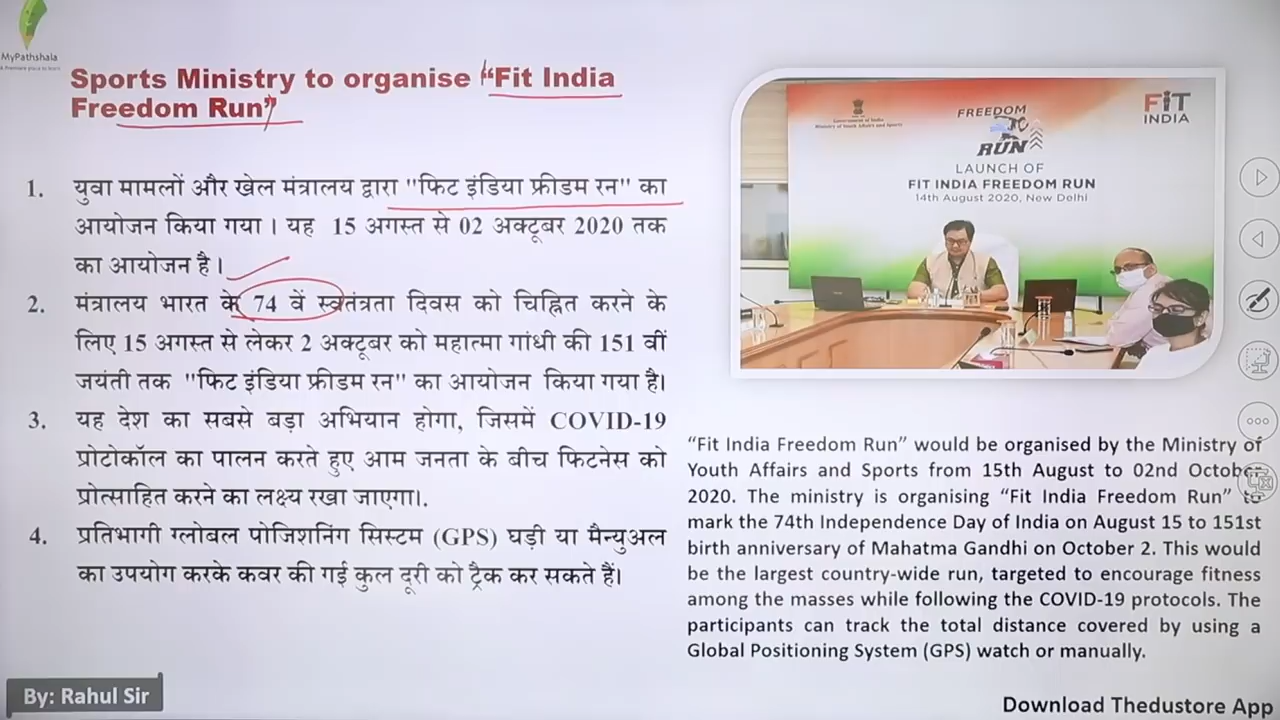 MyPathshala
Sports Ministry to organise "Fit India
Freedom Run"
1. युवा मामलों और खेल मंत्रालय द्वारा "फिट इंडिया फ्रीडम रन" का
आयोजन किया गया। यह 15 अगस्त से 02 अक्टूबर 2020 तक
का आयोजन है।
2. मंत्रालय भारत के 74 वें स्वतंत्रता दिवस को चिह्नित करने के
लिए 15 अगस्त से लेकर 2 अक्टूबर को महात्मा गांधी की 151 वीं
जयंती तक "फिट इंडिया फ्रीडम रन" का आयोजन किया गया है।
3. यह देश का सबसे बड़ा अभियान होगा, जिसमें COVID-19
प्रोटोकॉल का पालन करते हुए आम जनता के बीच फिटनेस को
प्रोत्साहित करने का लक्ष्य रखा जाएगा।.
4. प्रतिभागी ग्लोबल पोजिशनिंग सिस्टम (GPS) घड़ी या मैन्युअल
का उपयोग करके कवर की गई कुल दूरी को ट्रैक कर सकते हैं।
Government of India
Ministry of Youth Affairs and Sports
FREEDOM
RUN
FIT
INDIA
LAUNCH OF
FIT INDIA FREEDOM RUN
14th August 2020, New Delhi
“Fit India Freedom Run” would be organised by the Ministry of
Youth Affairs and Sports from 15th August to 02nd October
2020. The ministry is organising “Fit India Freedom Run” to
mark the 74th Independence Day of India on August 15 to 151st
birth anniversary of Mahatma Gandhi on October 2. This would
be the largest country-wide run, targeted to encourage fitness
among the masses while following the COVID-19 protocols. The
participants can track the total distance covered by using a
Global Positioning System (GPS) watch or manually.
By: Rahul Sir
Download Thedustore App